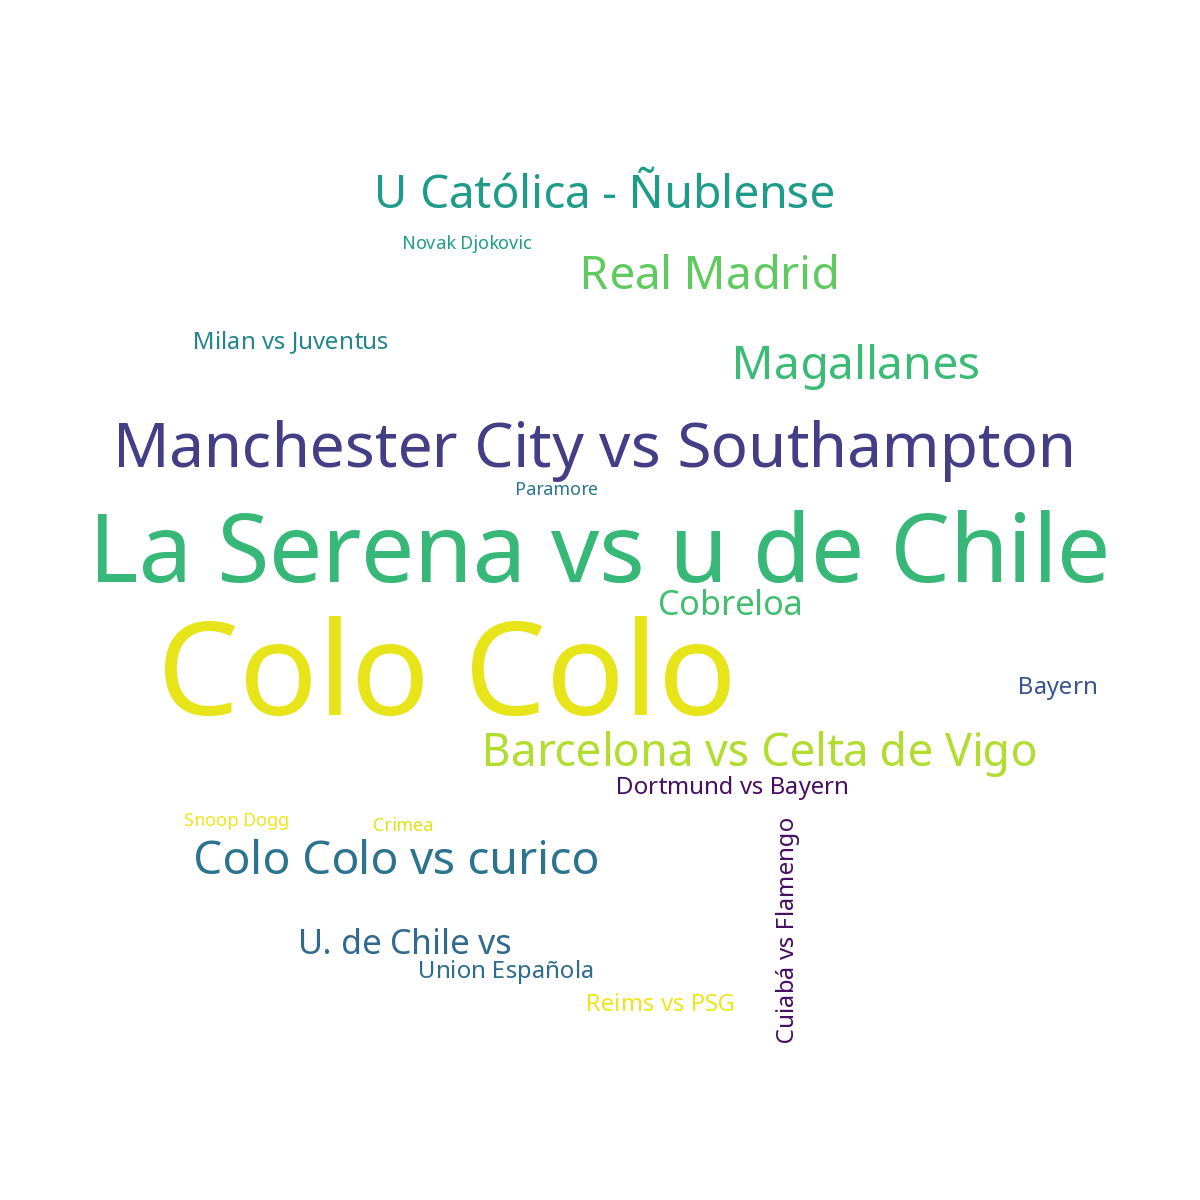 U Católica - Ñublense
Novak Djokovic
Real Madrid
Milan vs Juventus
Magallanes
Manchester City vs Southampton
Paramore
La Serena vs u de Chile
Cobreloa
Colo Colo
Bayern
Barcelona vs Celta de Vigo
Dortmund vs Bayern
Snoop Dogg
Crimea
Colo Colo vs curico
Cuiabá vs Flamengo
U. de Chile vs
Union Española
Reims vs PSG